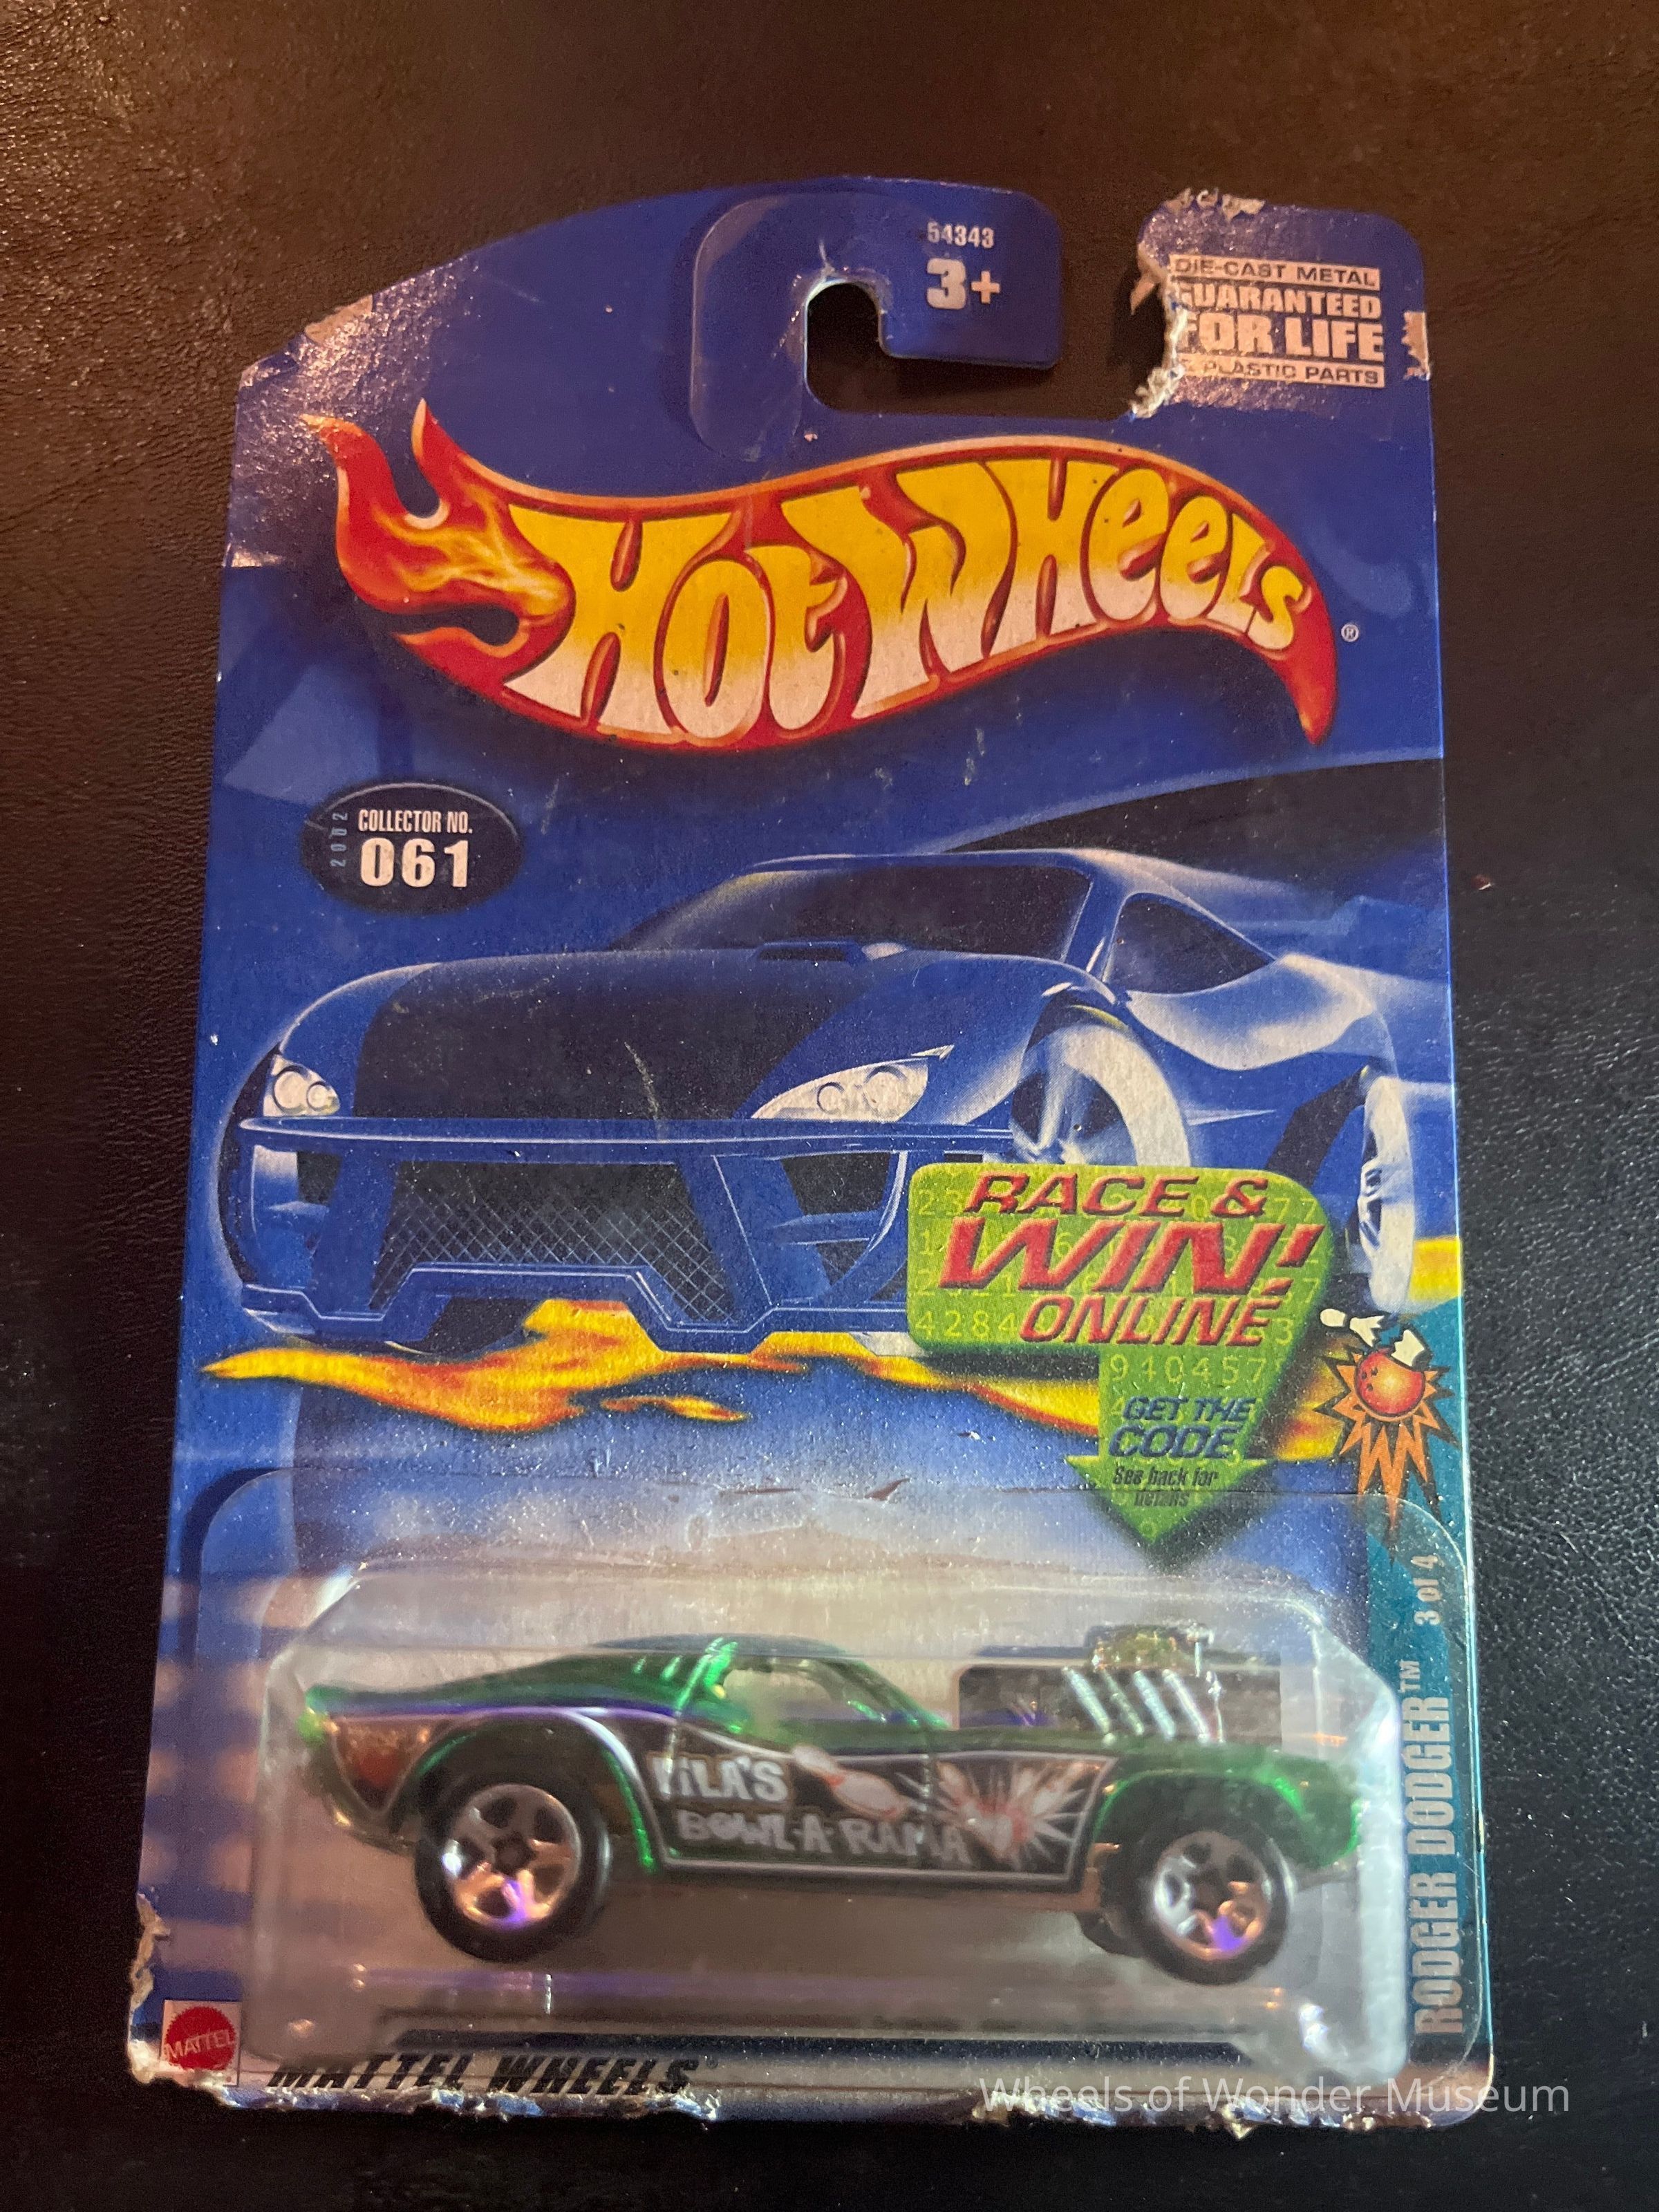 54343
3+
DIE-CAST METAL
GUARANTEED
FOR LIFE
PLASTIC PARTS
HOT WHEELS
®
2002
COLLECTOR NO.
061
RACE &
WIN!
ONLINE
940457
GET THE
CODE
See back for
details
3 of 4
RODGER DODGER™
LILA'S
BOWL-A-RAMA
MATTEL
MATTEL WHEELS
Wheels of Wonder Museum